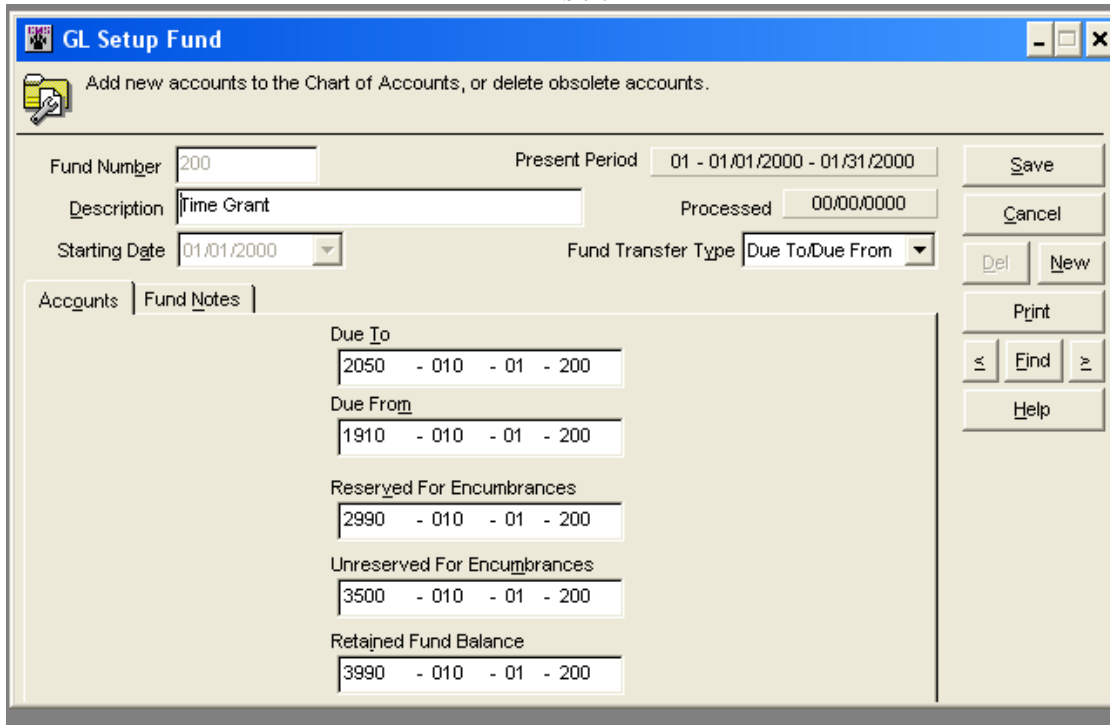 GL Setup Fund
Add new accounts to the Chart of Accounts, or delete obsolete accounts.
Fund Number 200 Present Period 01 - 01/01/2000 - 01/31/2000 Save
Description Time Grant Processed 00/00/0000 Cancel
Starting Date 01/01/2000 Fund Transfer Type Due To/Due From Del New
Accounts Fund Notes Print
Due To
2050 - 010 - 01 - 200 ≤ Find ≥
Due From Help
1910 - 010 - 01 - 200
Reserved For Encumbrances
2990 - 010 - 01 - 200
Unreserved For Encumbrances
3500 - 010 - 01 - 200
Retained Fund Balance
3990 - 010 - 01 - 200